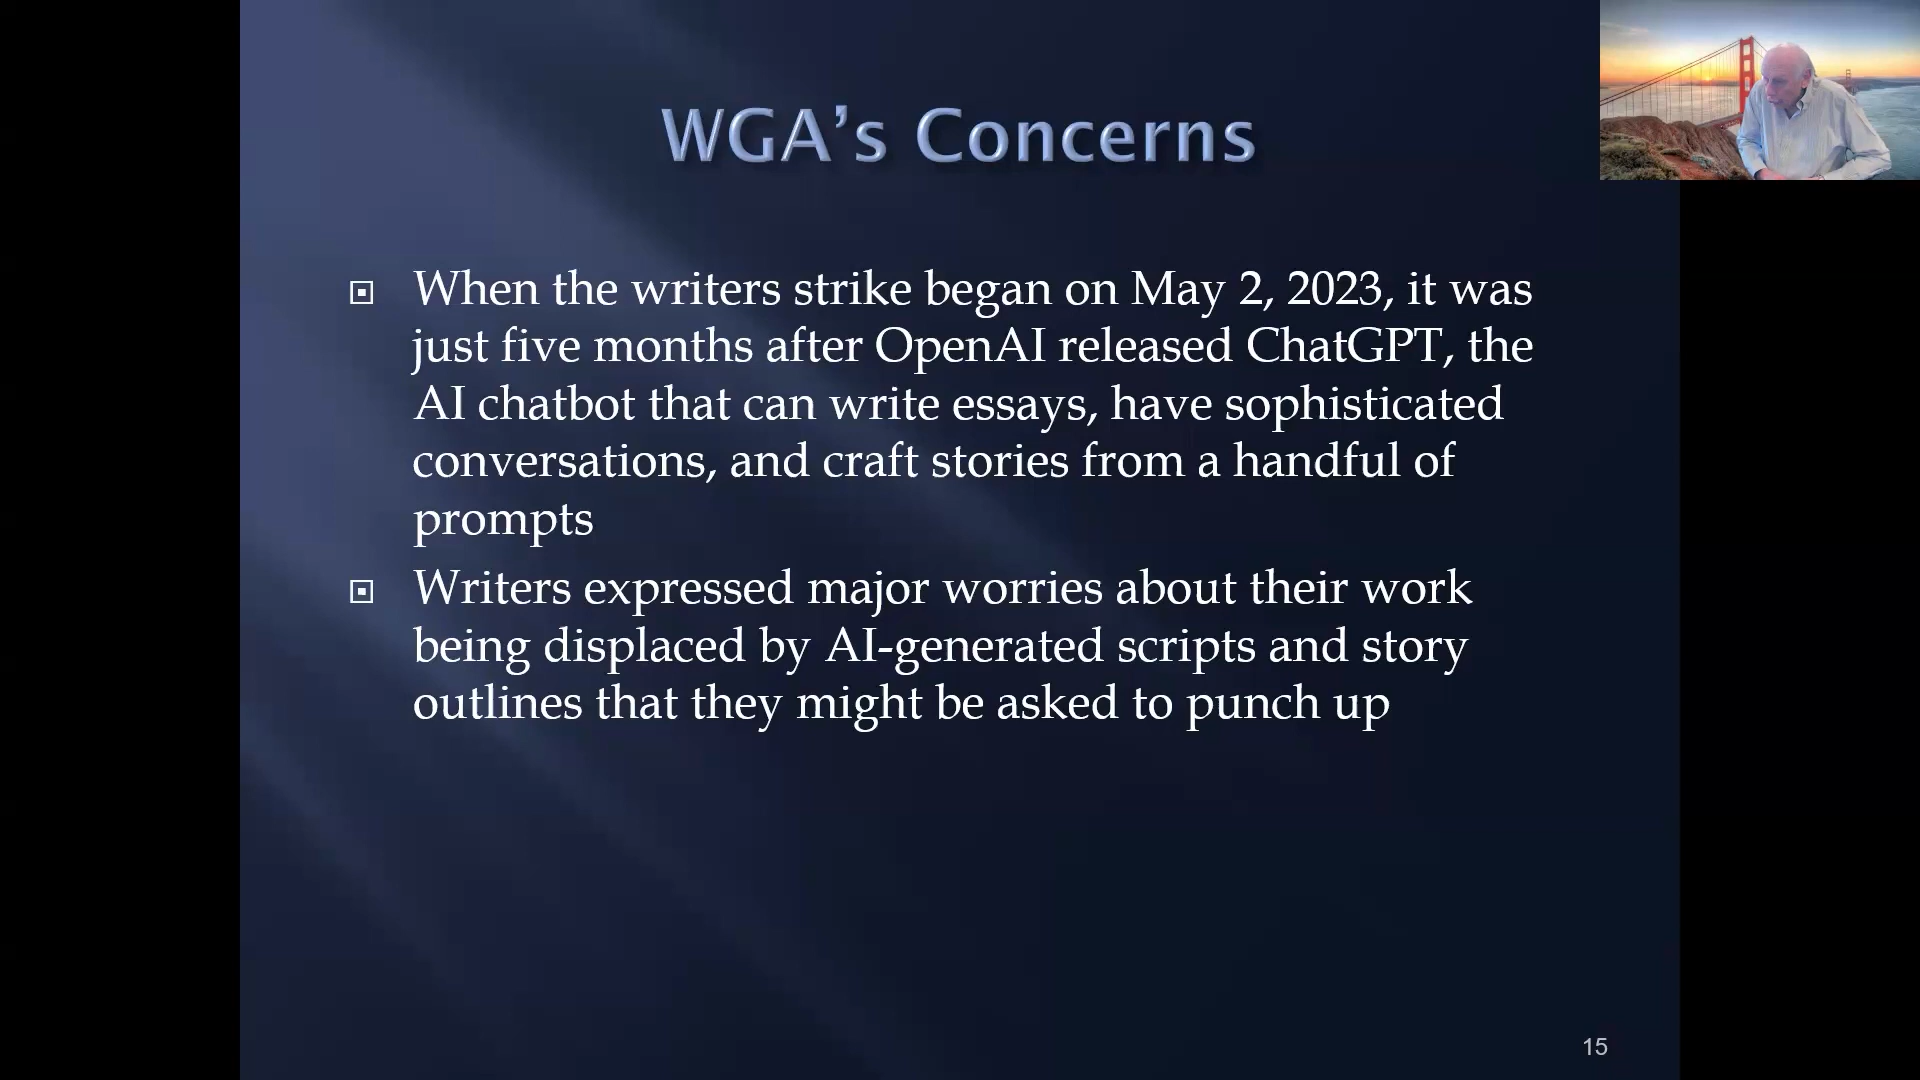 WGA’s Concerns
When the writers strike began on May 2, 2023, it was
just five months after OpenAI released ChatGPT, the
AI chatbot that can write essays, have sophisticated
conversations, and craft stories from a handful of
prompts
Writers expressed major worries about their work
being displaced by AI-generated scripts and story
outlines that they might be asked to punch up
15